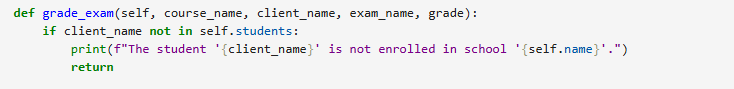 def grade_exam(self, course_name, client_name, exam_name, grade):
    if client_name not in self.students:
        print(f"The student '{client_name}' is not enrolled in school '{self.name}'.")
        return